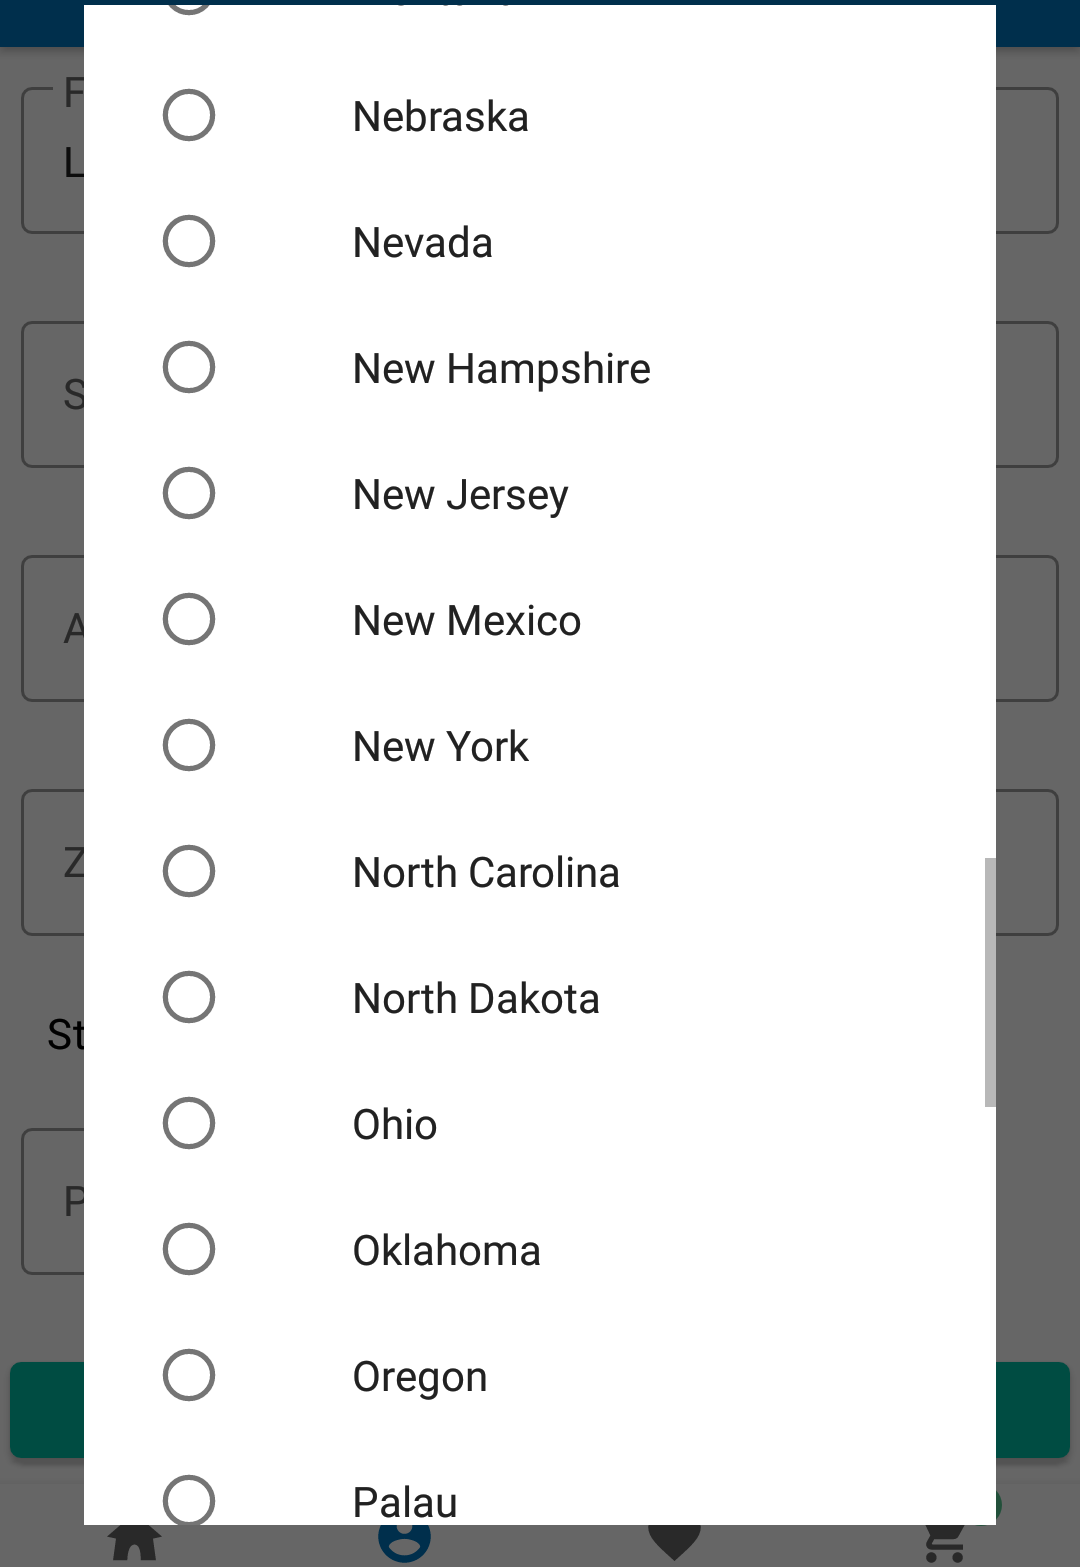 Nebraska
Nevada
New Hampshire
New Jersey
New Mexico
New York
North Carolina
North Dakota
Ohio
Oklahoma
Oregon
Palau